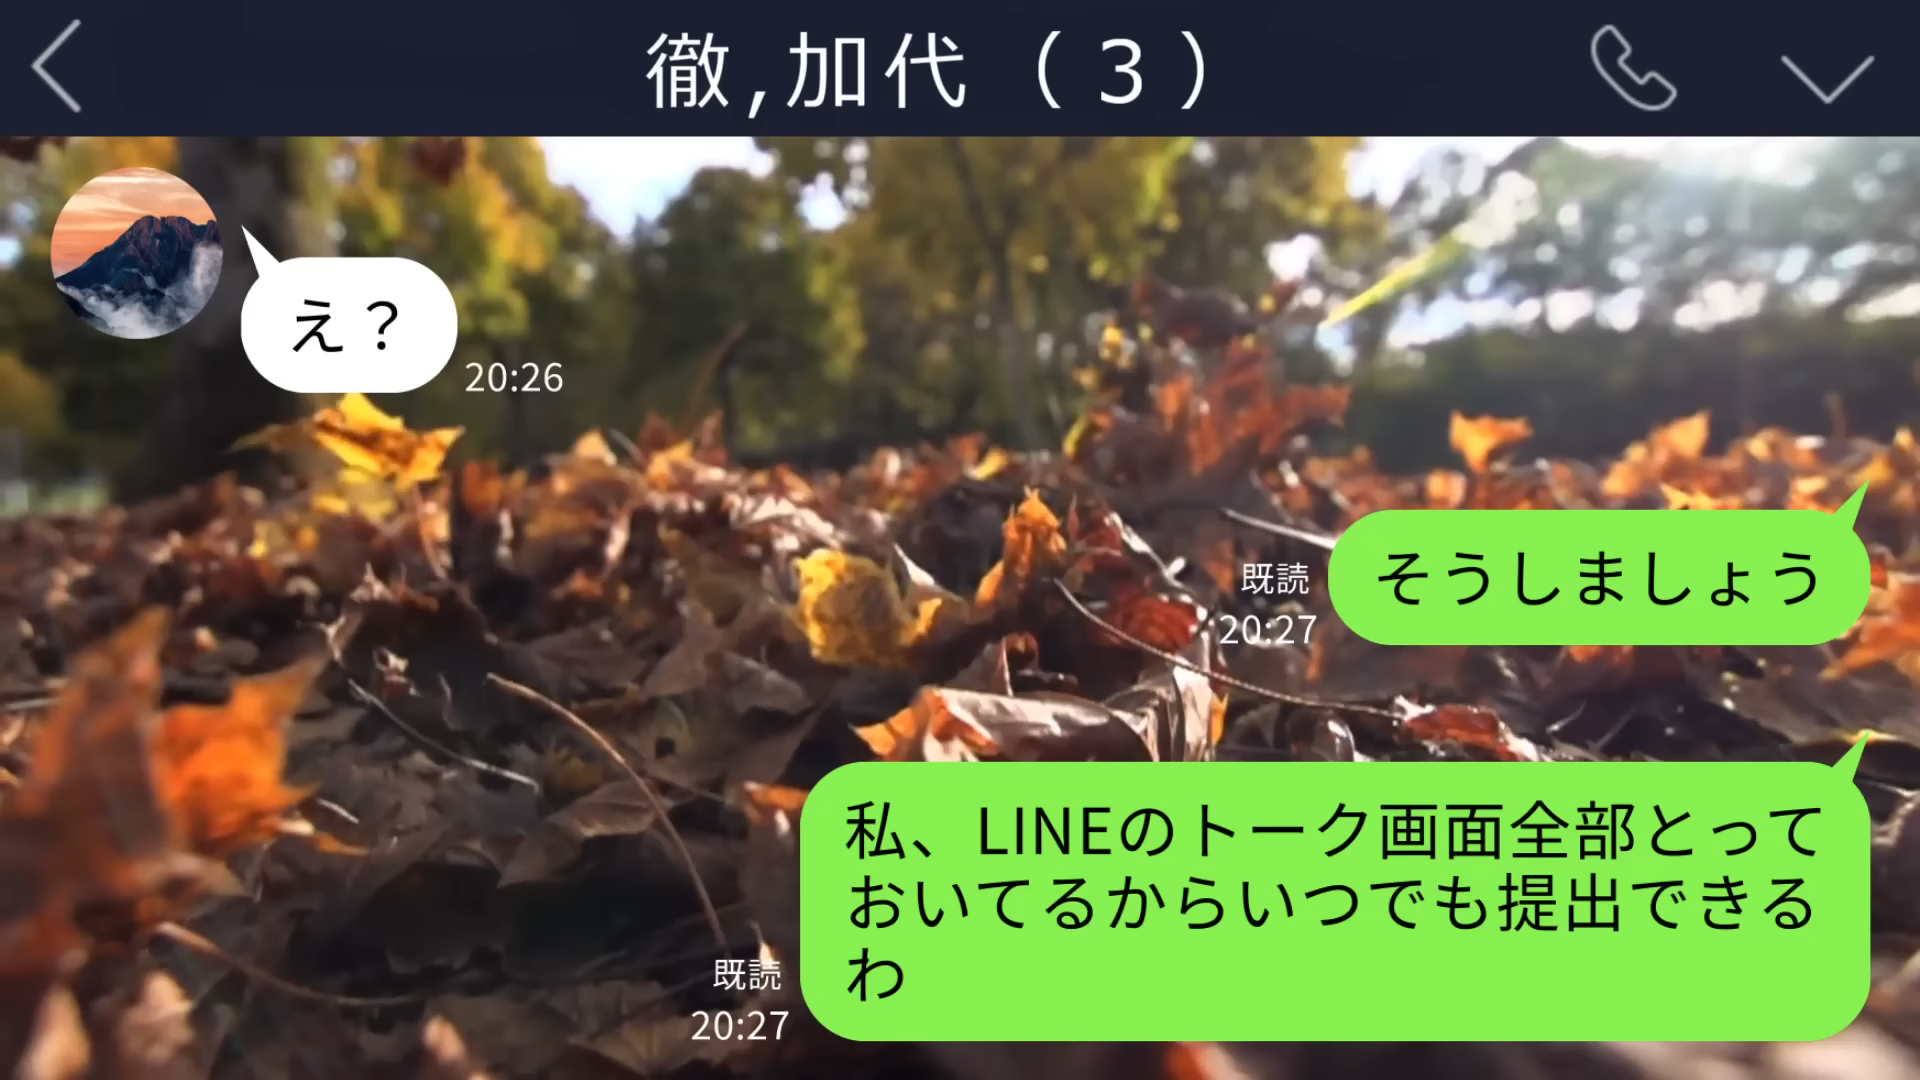 徹,加代（３）
え？
20:26
そうしましょう
既読
20:27
私、LINEのトーク画面全部とって
おいてるからいつでも提出できる
わ
既読
20:27